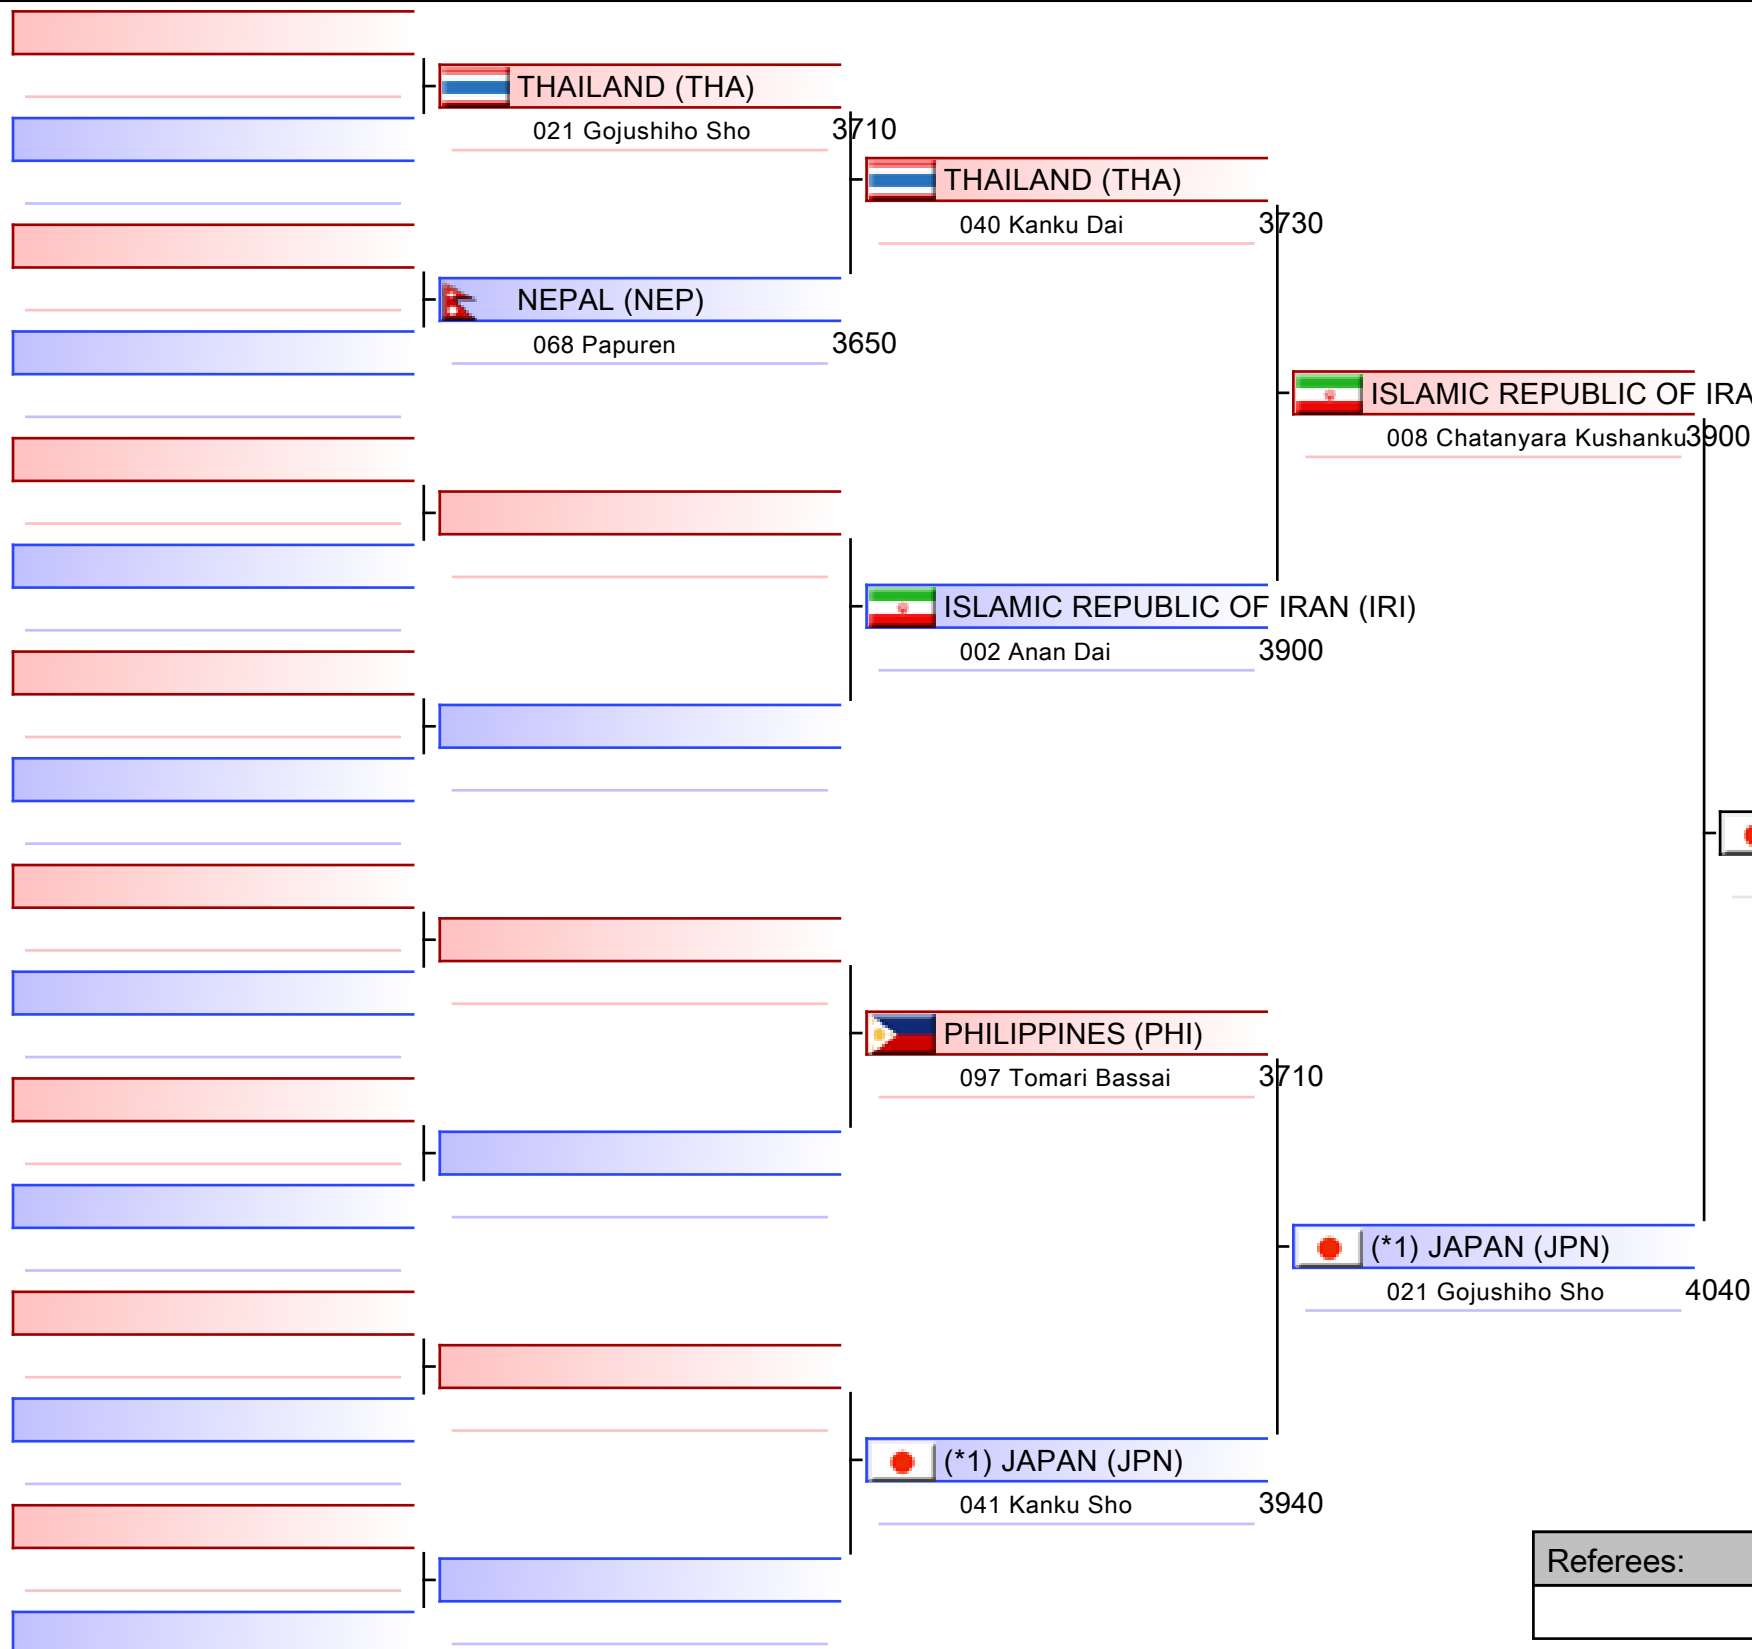 THAILAND (THA)
021 Gojushiho Sho 3710
THAILAND (THA)
040 Kanku Dai 3730
NEPAL (NEP)
068 Papuren 3650
ISLAMIC REPUBLIC OF IRA
008 Chatanyara Kushanku 3900
ISLAMIC REPUBLIC OF IRAN (IRI)
002 Anan Dai 3900
PHILIPPINES (PHI)
097 Tomari Bassai 3710
(*1) JAPAN (JPN)
021 Gojushiho Sho 4040
(*1) JAPAN (JPN)
041 Kanku Sho 3940
Referees: